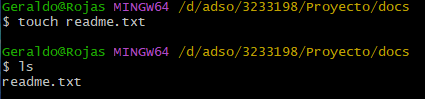 Geraldo@Rojas MINGW64 /d/adso/3233198/Proyecto/docs
$ touch readme.txt
Geraldo@Rojas MINGW64 /d/adso/3233198/Proyecto/docs
$ ls
readme.txt